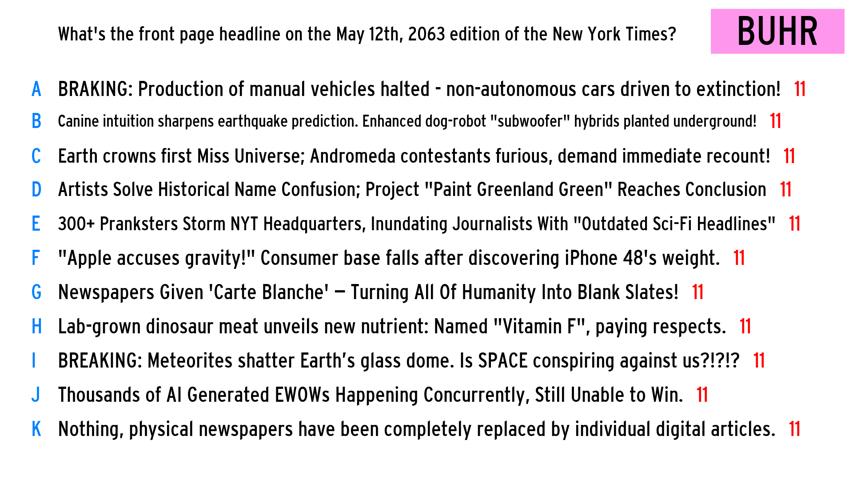 What's the front page headline on the May 12th, 2063 edition of the New York Times? BUHR
A BRAKING: Production of manual vehicles halted - non-autonomous cars driven to extinction! 11
B Canine intuition sharpens earthquake prediction. Enhanced dog-robot "subwoofer" hybrids planted underground! 11
C Earth crowns first Miss Universe; Andromeda contestants furious, demand immediate recount! 11
D Artists Solve Historical Name Confusion; Project "Paint Greenland Green" Reaches Conclusion 11
E 300+ Pranksters Storm NYT Headquarters, Inundating Journalists With "Outdated Sci-Fi Headlines" 11
F "Apple accuses gravity!" Consumer base falls after discovering iPhone 48's weight. 11
G Newspapers Given 'Carte Blanche' – Turning All Of Humanity Into Blank Slates! 11
H Lab-grown dinosaur meat unveils new nutrient: Named "Vitamin F", paying respects. 11
I BREAKING: Meteorites shatter Earth’s glass dome. Is SPACE conspiring against us?!?!? 11
J Thousands of AI Generated EWOWs Happening Concurrently, Still Unable to Win. 11
K Nothing, physical newspapers have been completely replaced by individual digital articles. 11